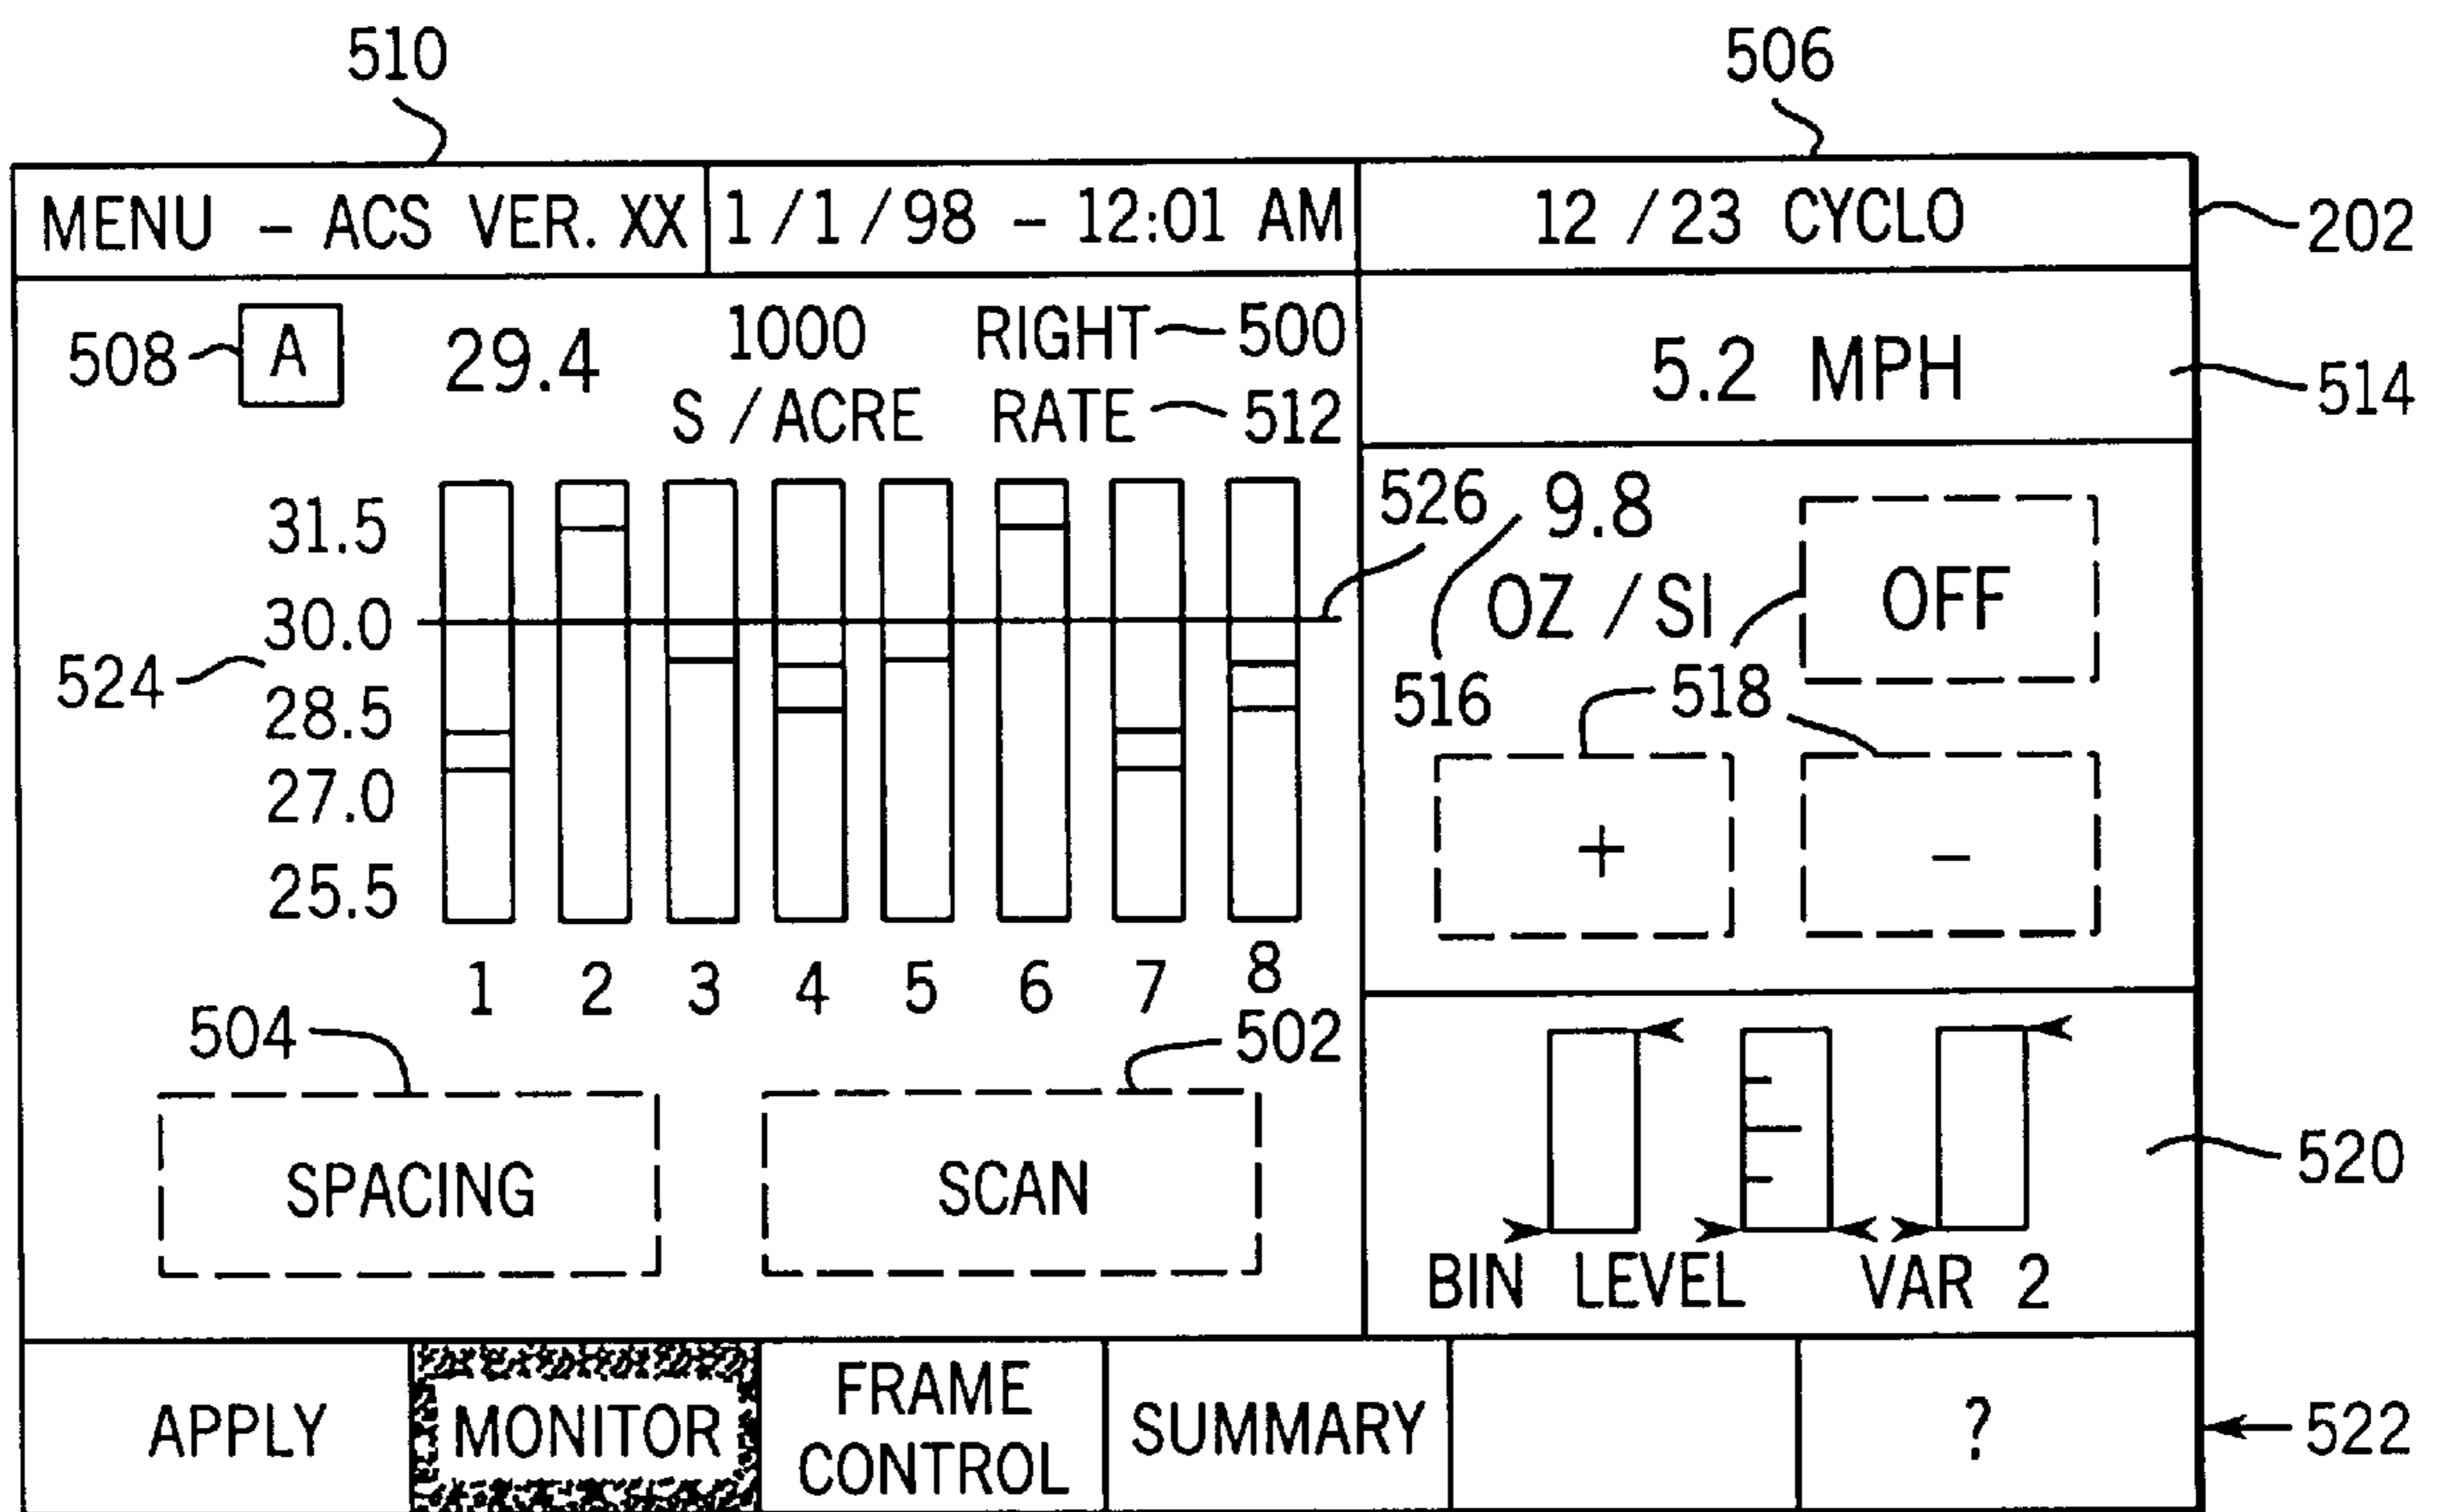 510 506
MENU - ACS VER. XX 1/1/98 - 12:01 AM 12/23 CYCLO 202
508 A 29.4 1000 RIGHT 500
S/ACRE RATE 512
5.2 MPH 514
31.5
30.0
28.5
27.0
25.5
524
526
1 2 3 4 5 6 7 8
9.8
OZ/SI
516
OFF
518
+ -
504 502
SPACING SCAN
BIN LEVEL VAR 2
520
APPLY MONITOR FRAME CONTROL SUMMARY ? 522